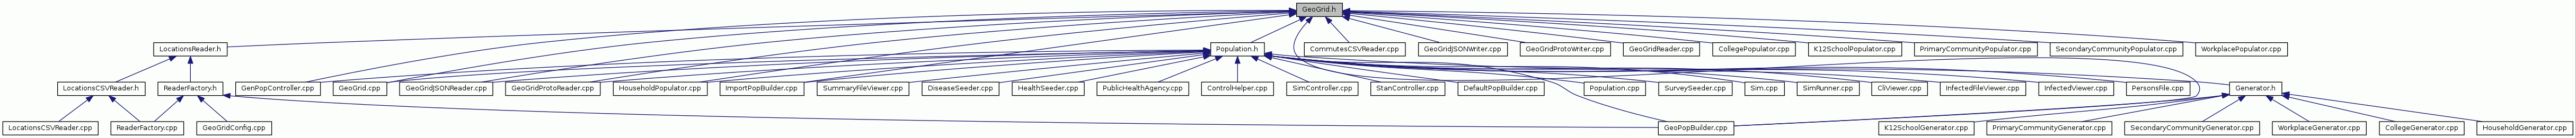 GeoGrid.h
LocationsReader.h
Population.h
CommutesCSVReader.cpp
GeoGridJSONWriter.cpp
GeoGridProtoWriter.cpp
GeoGridReader.cpp
CollegePopulator.cpp
K12SchoolPopulator.cpp
PrimaryCommunityPopulator.cpp
SecondaryCommunityPopulator.cpp
WorkplacePopulator.cpp
LocationsCSVReader.h
ReaderFactory.h
GenPopController.cpp
GeoGrid.cpp
GeoGridJSONReader.cpp
GeoGridProtoReader.cpp
HouseholdPopulator.cpp
ImportPopBuilder.cpp
SummaryFileViewer.cpp
DiseaseSeeder.cpp
HealthSeeder.cpp
PublicHealthAgency.cpp
ControlHelper.cpp
SimController.cpp
StanController.cpp
DefaultPopBuilder.cpp
Population.cpp
SurveySeeder.cpp
Sim.cpp
SimRunner.cpp
CliViewer.cpp
InfectedFileViewer.cpp
InfectedViewer.cpp
PersonsFile.cpp
Generator.h
LocationsCSVReader.cpp
ReaderFactory.cpp
GeoGridConfig.cpp
GeoPopBuilder.cpp
K12SchoolGenerator.cpp
PrimaryCommunityGenerator.cpp
SecondaryCommunityGenerator.cpp
WorkplaceGenerator.cpp
CollegeGenerator.cpp
HouseholdGenerator.cpp